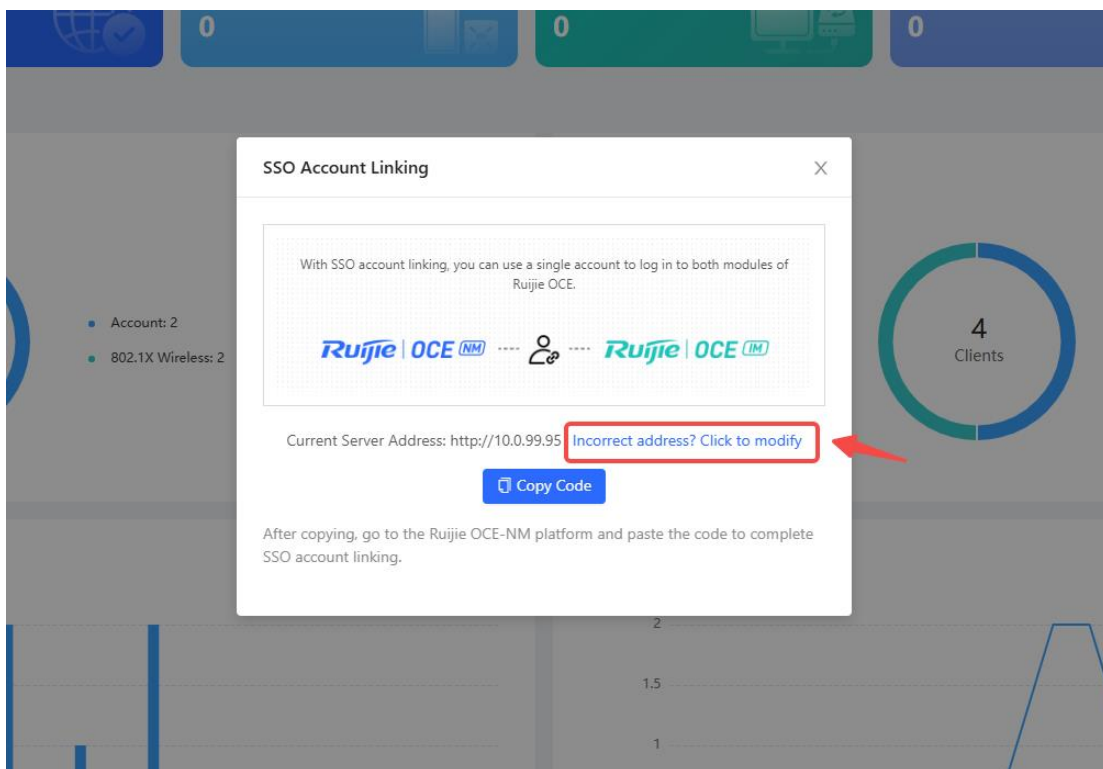 0
0
0
SSO Account Linking
With SSO account linking, you can use a single account to log in to both modules of
Ruijie OCE.
Ruijie | OCE NM
Ruijie | OCE IM
Account: 2
802.1X Wireless: 2
4
Clients
Current Server Address: http://10.0.99.95 Incorrect address? Click to modify
Copy Code
After copying, go to the Ruijie OCE-NM platform and paste the code to complete
SSO account linking.
2
1.5
1